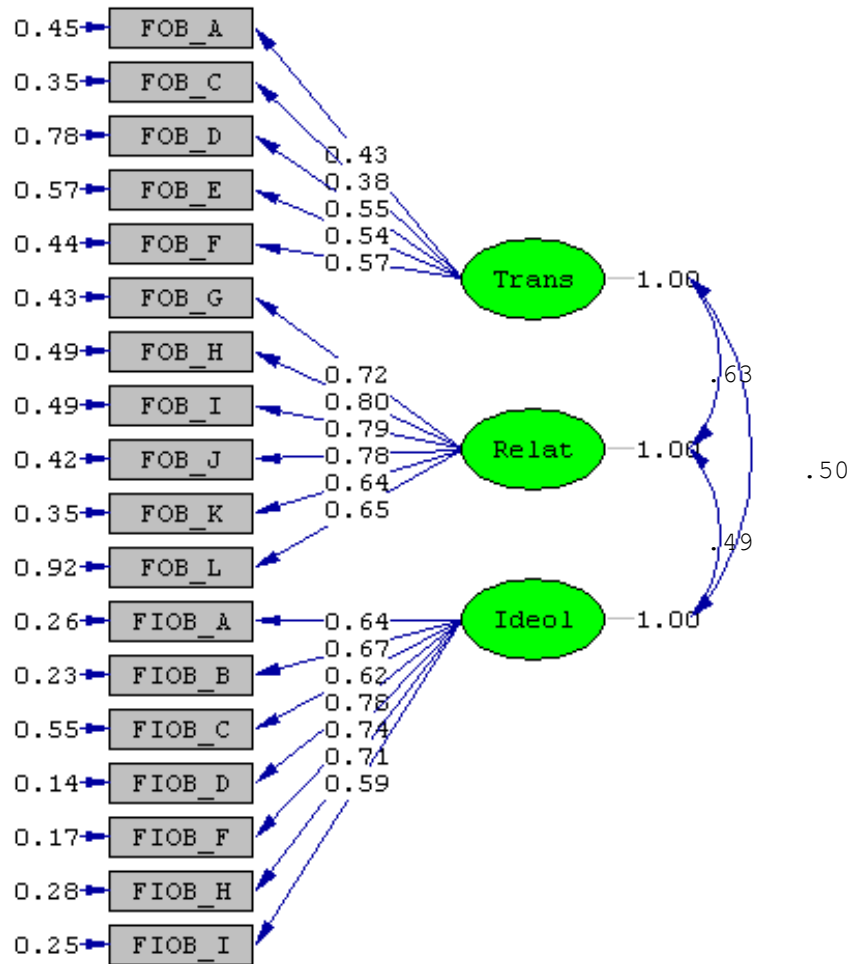 0.45 FOB_A
0.35 FOB_C
0.78 FOB_D
0.43
0.38
0.57 FOB_E
0.55
0.54
0.44 FOB_F
0.57
Trans 1.00
0.43 FOB_G
0.49 FOB_H
0.72
.63
0.80
0.49 FOB_I
0.79
0.42 FOB_J
0.78
Relat 1.00
.50
0.64
0.35 FOB_K
0.65
.49
0.92 FOB_L
0.26 FIOB_A
0.64
Ideol 1.00
0.67
0.23 FIOB_B
0.62
0.78
0.55 FIOB_C
0.74
0.71
0.14 FIOB_D
0.59
0.17 FIOB_F
0.28 FIOB_H
0.25 FIOB_I